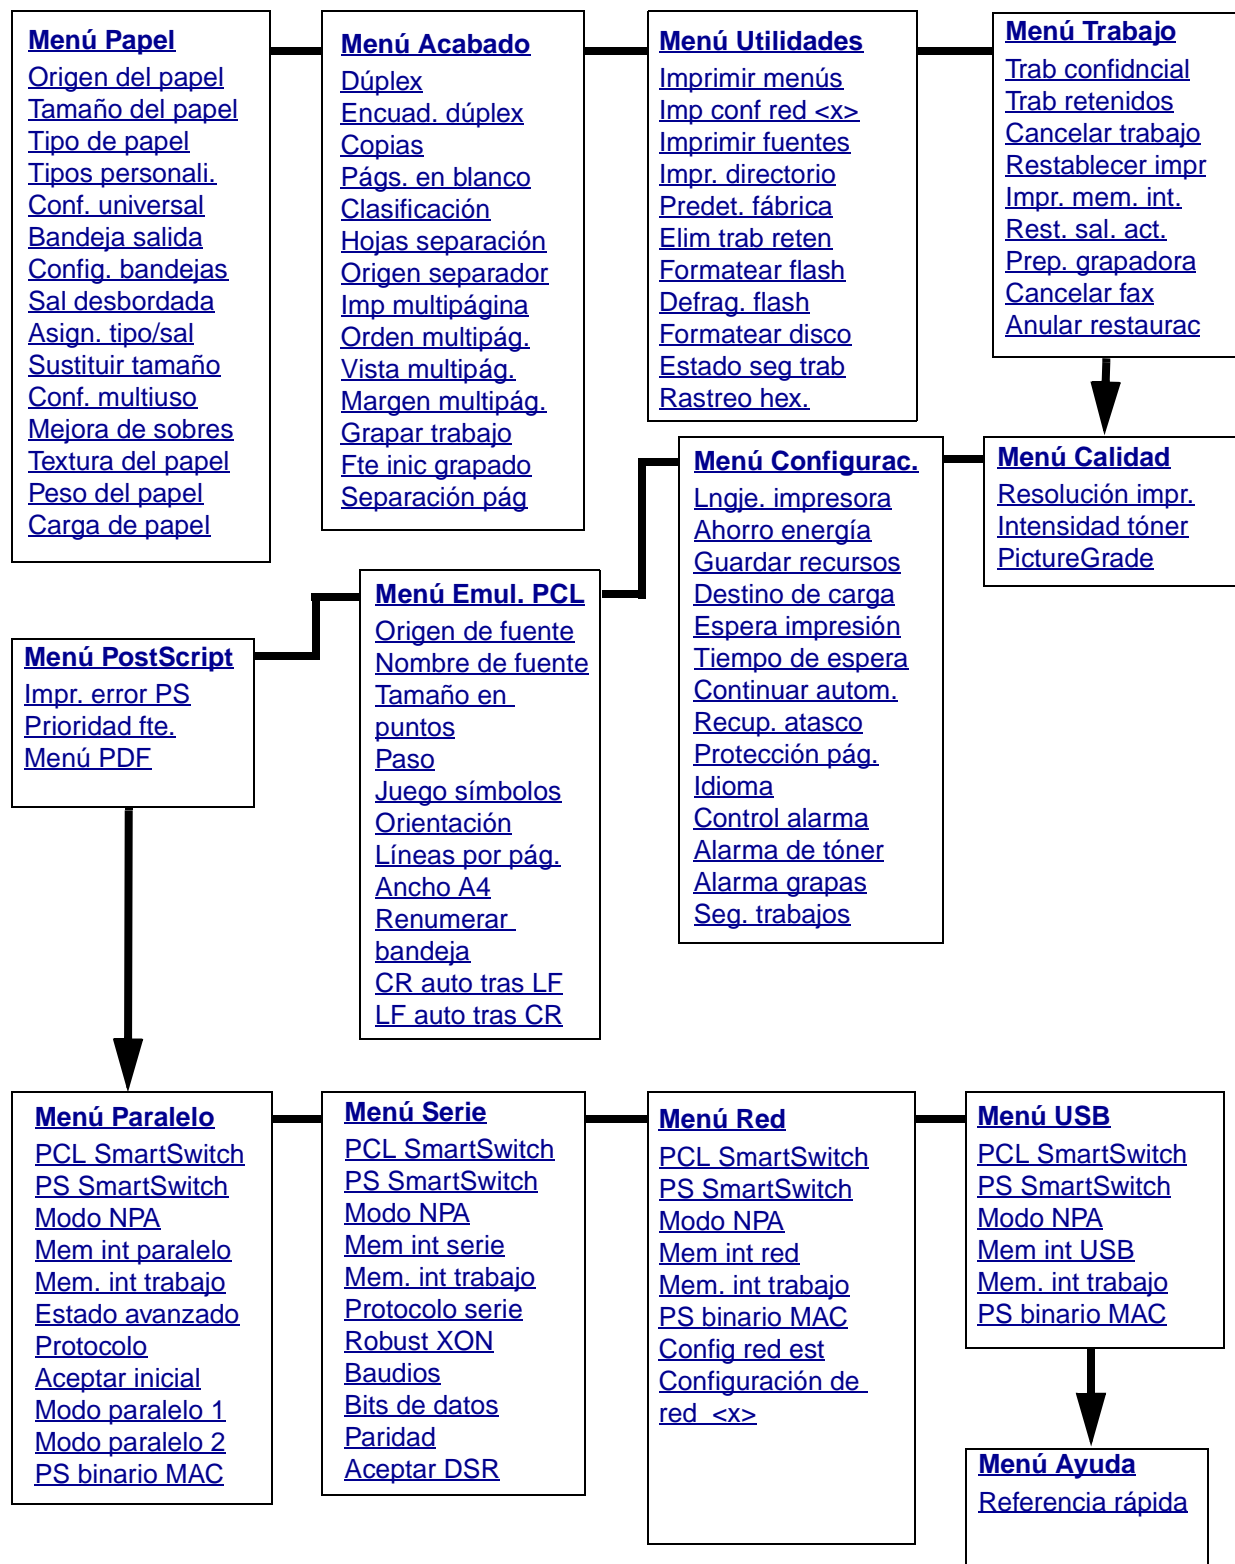 Menú Papel
Origen del papel
Tamaño del papel
Tipo de papel
Tipos personali.
Conf. universal
Bandeja salida
Config. bandejas
Sal desbordada
Asign. tipo/sal
Sustituir tamaño
Conf. multiuso
Mejora de sobres
Textura del papel
Peso del papel
Carga de papel
Menú Acabado
Dúplex
Encuad. dúplex
Copias
Págs. en blanco
Clasificación
Hojas separación
Origen separador
Imp multipágina
Orden multipág.
Vista multipág.
Margen multipág.
Grapar trabajo
Fte inic grapado
Separación pág
Menú Utilidades
Imprimir menús
Imp conf red <x>
Imprimir fuentes
Impr. directorio
Predet. fábrica
Elim trab reten
Formatear flash
Defrag. flash
Formatear disco
Estado seg trab
Rastreo hex.
Menú Trabajo
Trab confidncial
Trab retenidos
Cancelar trabajo
Restablecer impr
Impr. mem. int.
Rest. sal. act.
Prep. grapadora
Cancelar fax
Anular restaurac
Menú Calidad
Resolución impr.
Intensidad tóner
PictureGrade
Menú Configurac.
Lngje. impresora
Ahorro energía
Guardar recursos
Destino de carga
Espera impresión
Tiempo de espera
Continuar autom.
Recup. atasco
Protección pág.
Idioma
Control alarma
Alarma de tóner
Alarma grapas
Seg. trabajos
Menú Emul. PCL
Origen de fuente
Nombre de fuente
Tamaño en
puntos
Paso
Juego símbolos
Orientación
Líneas por pág.
Ancho A4
Renumerar
bandeja
CR auto tras LF
LF auto tras CR
Menú PostScript
Impr. error PS
Prioridad fte.
Menú PDF
Menú Paralelo
PCL SmartSwitch
PS SmartSwitch
Modo NPA
Mem int paralelo
Mem. int trabajo
Estado avanzado
Protocolo
Aceptar inicial
Modo paralelo 1
Modo paralelo 2
PS binario MAC
Menú Serie
PCL SmartSwitch
PS SmartSwitch
Modo NPA
Mem int serie
Mem. int trabajo
Protocolo serie
Robust XON
Baudios
Bits de datos
Paridad
Aceptar DSR
Menú Red
PCL SmartSwitch
PS SmartSwitch
Modo NPA
Mem int red
Mem. int trabajo
PS binario MAC
Config red est
Configuración de
red <x>
Menú USB
PCL SmartSwitch
PS SmartSwitch
Modo NPA
Mem int USB
Mem. int trabajo
PS binario MAC
Menú Ayuda
Referencia rápida